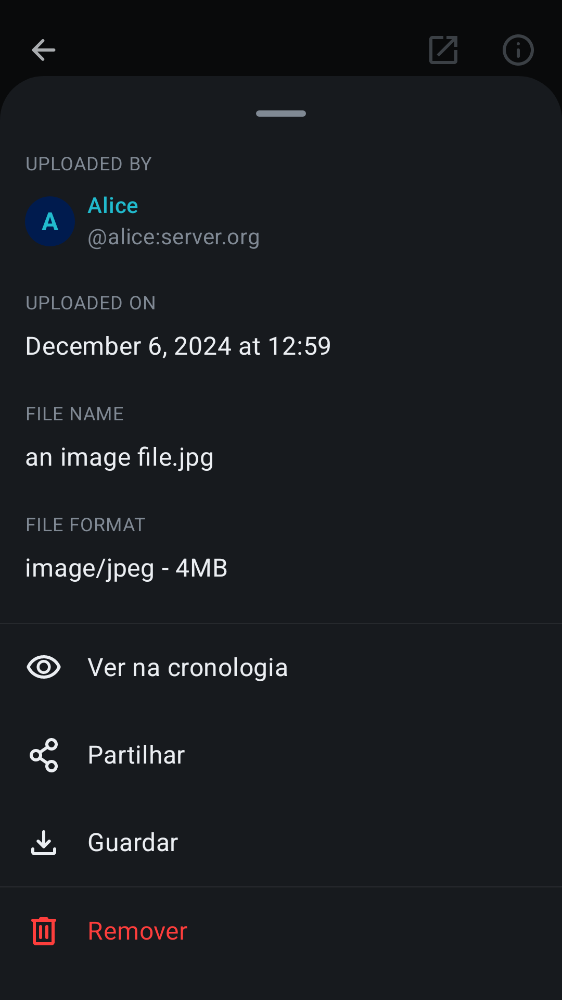 UPLOADED BY
A
Alice
@alice:server.org
UPLOADED ON
December 6, 2024 at 12:59
FILE NAME
an image file.jpg
FILE FORMAT
image/jpeg - 4MB
Ver na cronologia
Partilhar
Guardar
Remover